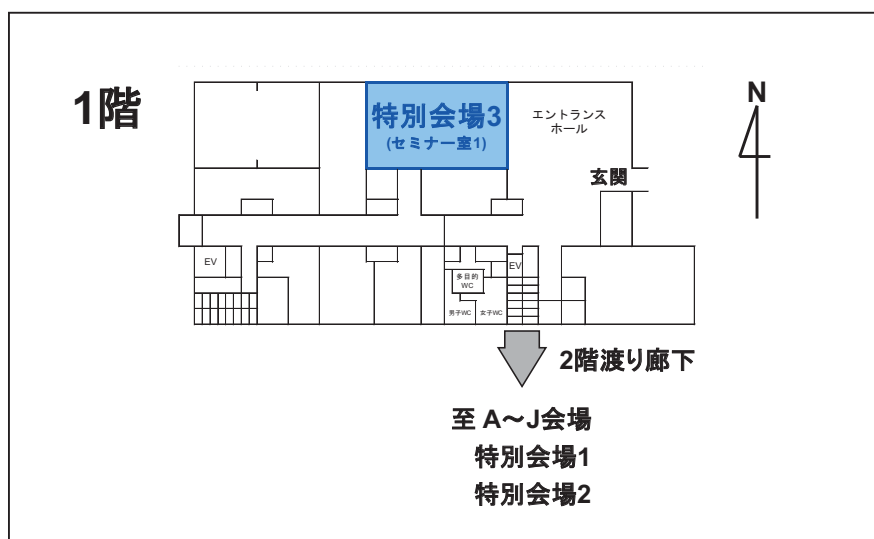 1階
特別会場3
(セミナー室1)
エントランス
ホール
N
玄関
EV
EV
多目的
WC
男子WC
女子WC
2階渡り廊下
至 A～J会場
特別会場1
特別会場2